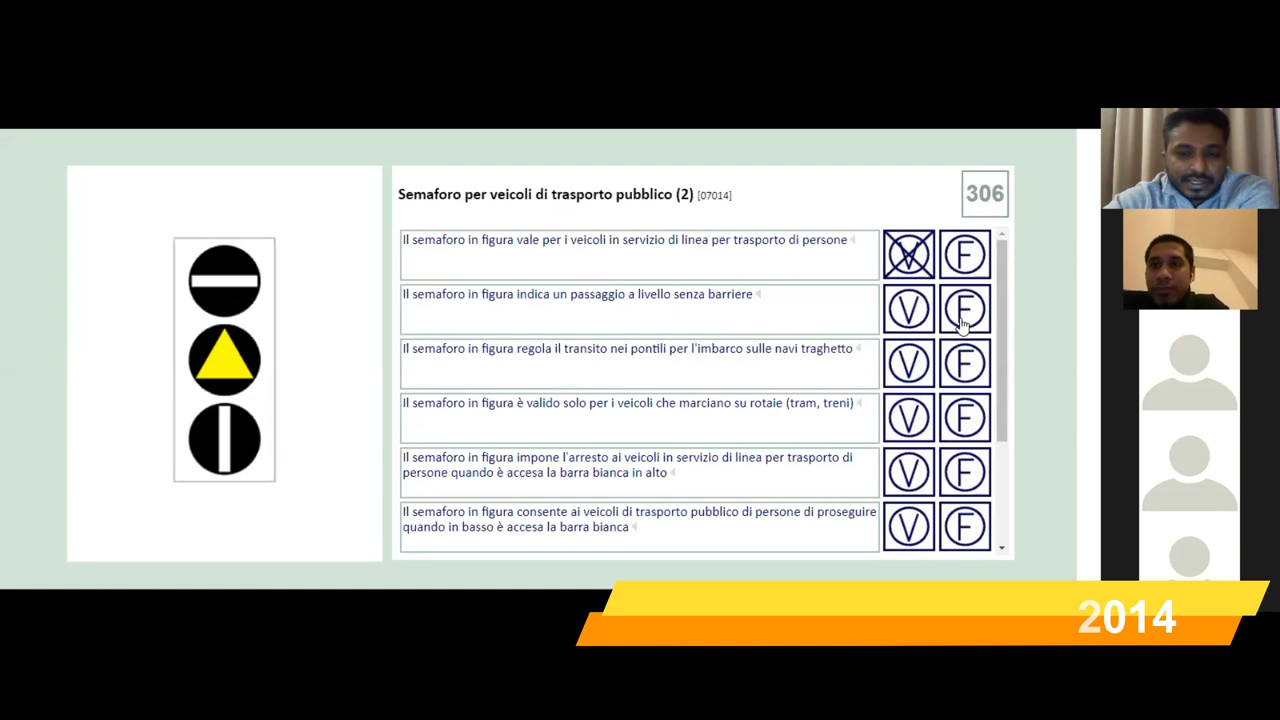 Semaforo per veicoli di trasporto pubblico (2) [07014]
306
Il semaforo in figura vale per i veicoli in servizio di linea per trasporto di persone
V F
Il semaforo in figura indica un passaggio a livello senza barriere
V F
Il semaforo in figura regola il transito nei pontili per l'imbarco sulle navi traghetto
V F
Il semaforo in figura è valido solo per i veicoli che marciano su rotaie (tram, treni)
V F
Il semaforo in figura impone l'arresto ai veicoli in servizio di linea per trasporto di
persone quando è accesa la barra bianca in alto
V F
Il semaforo in figura consente ai veicoli di trasporto pubblico di persone di proseguire
quando in basso è accesa la barra bianca
V F
2014